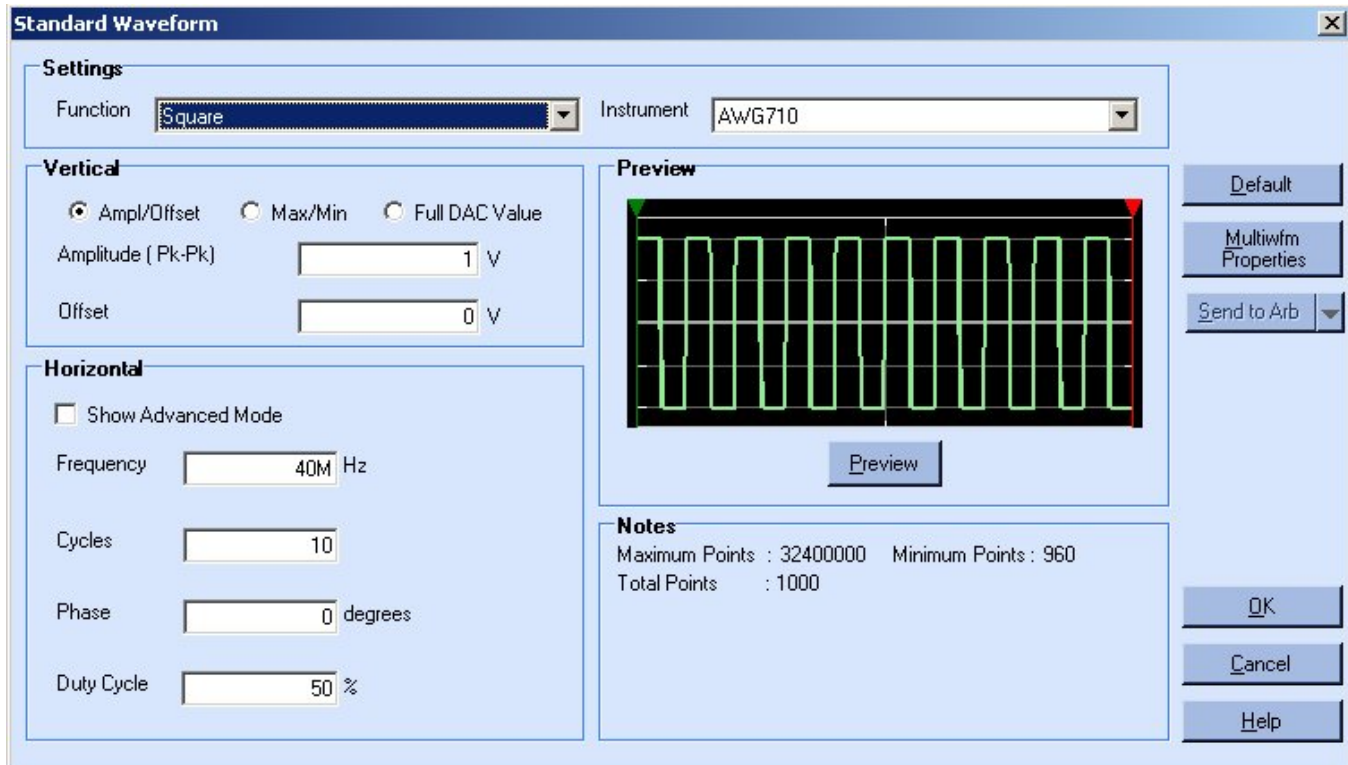 Standard Waveform
Settings
Function Square Instrument AWG710
Vertical
Ampl/Offset Max/Min Full DAC Value
Amplitude ( Pk-Pk) 1 V
Offset 0 V
Horizontal
Show Advanced Mode
Frequency 40M Hz
Cycles 10
Phase 0 degrees
Duty Cycle 50 %
Preview
Preview
Notes
Maximum Points : 32400000 Minimum Points : 960
Total Points : 1000
Default
Multiwfm
Properties
Send to Arb
OK
Cancel
Help